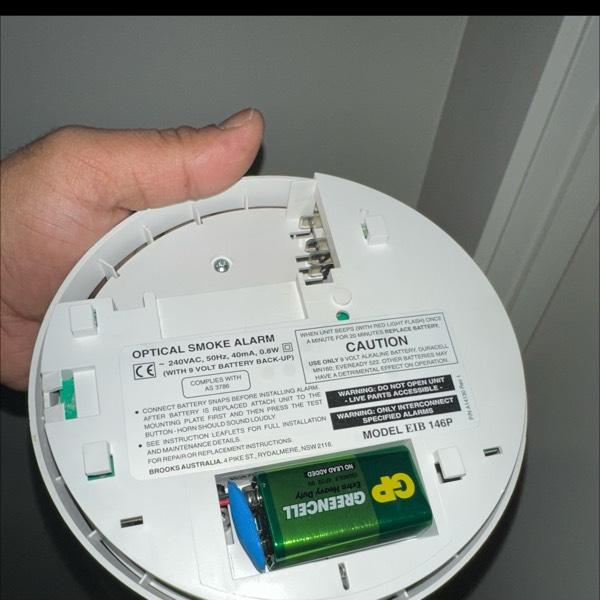 OPTICAL SMOKE ALARM
CE ~ 240VAC, 50Hz, 40mA, 0.6W
(WITH 9 VOLT BATTERY BACK-UP)
COMPLIES WITH
AS 3786
• CONNECT BATTERY SNAPS BEFORE INSTALLING ALARM.
AFTER BATTERY IS REPLACED ATTACH UNIT TO THE
MOUNTING PLATE FIRST AND THEN PRESS THE TEST
BUTTON - HORN SHOULD SOUND LOUDLY.
• SEE INSTRUCTION LEAFLETS FOR FULL INSTALLATION
AND MAINTENANCE DETAILS.
FOR REPAIR OR REPLACEMENT INSTRUCTIONS:
BROOKS AUSTRALIA, 4 PIKE ST., RYDALMERE, NSW 2116.
WHEN UNIT BEEPS (WITH RED LIGHT FLASH) ONCE
A MINUTE FOR 20 MINUTES REPLACE BATTERY.
CAUTION
USE ONLY 9 VOLT ALKALINE BATTERY, DURACELL
MN1604, EVEREADY 522. OTHER BATTERIES MAY
HAVE A DETRIMENTAL EFFECT ON OPERATION
WARNING: DO NOT OPEN UNIT
- LIVE PARTS ACCESSIBLE -
WARNING: ONLY INTERCONNECT
SPECIFIED ALARMS
MODEL EIB 146P
GP
GREENCELL
Extra Heavy Duty
NO LEAD ADDED